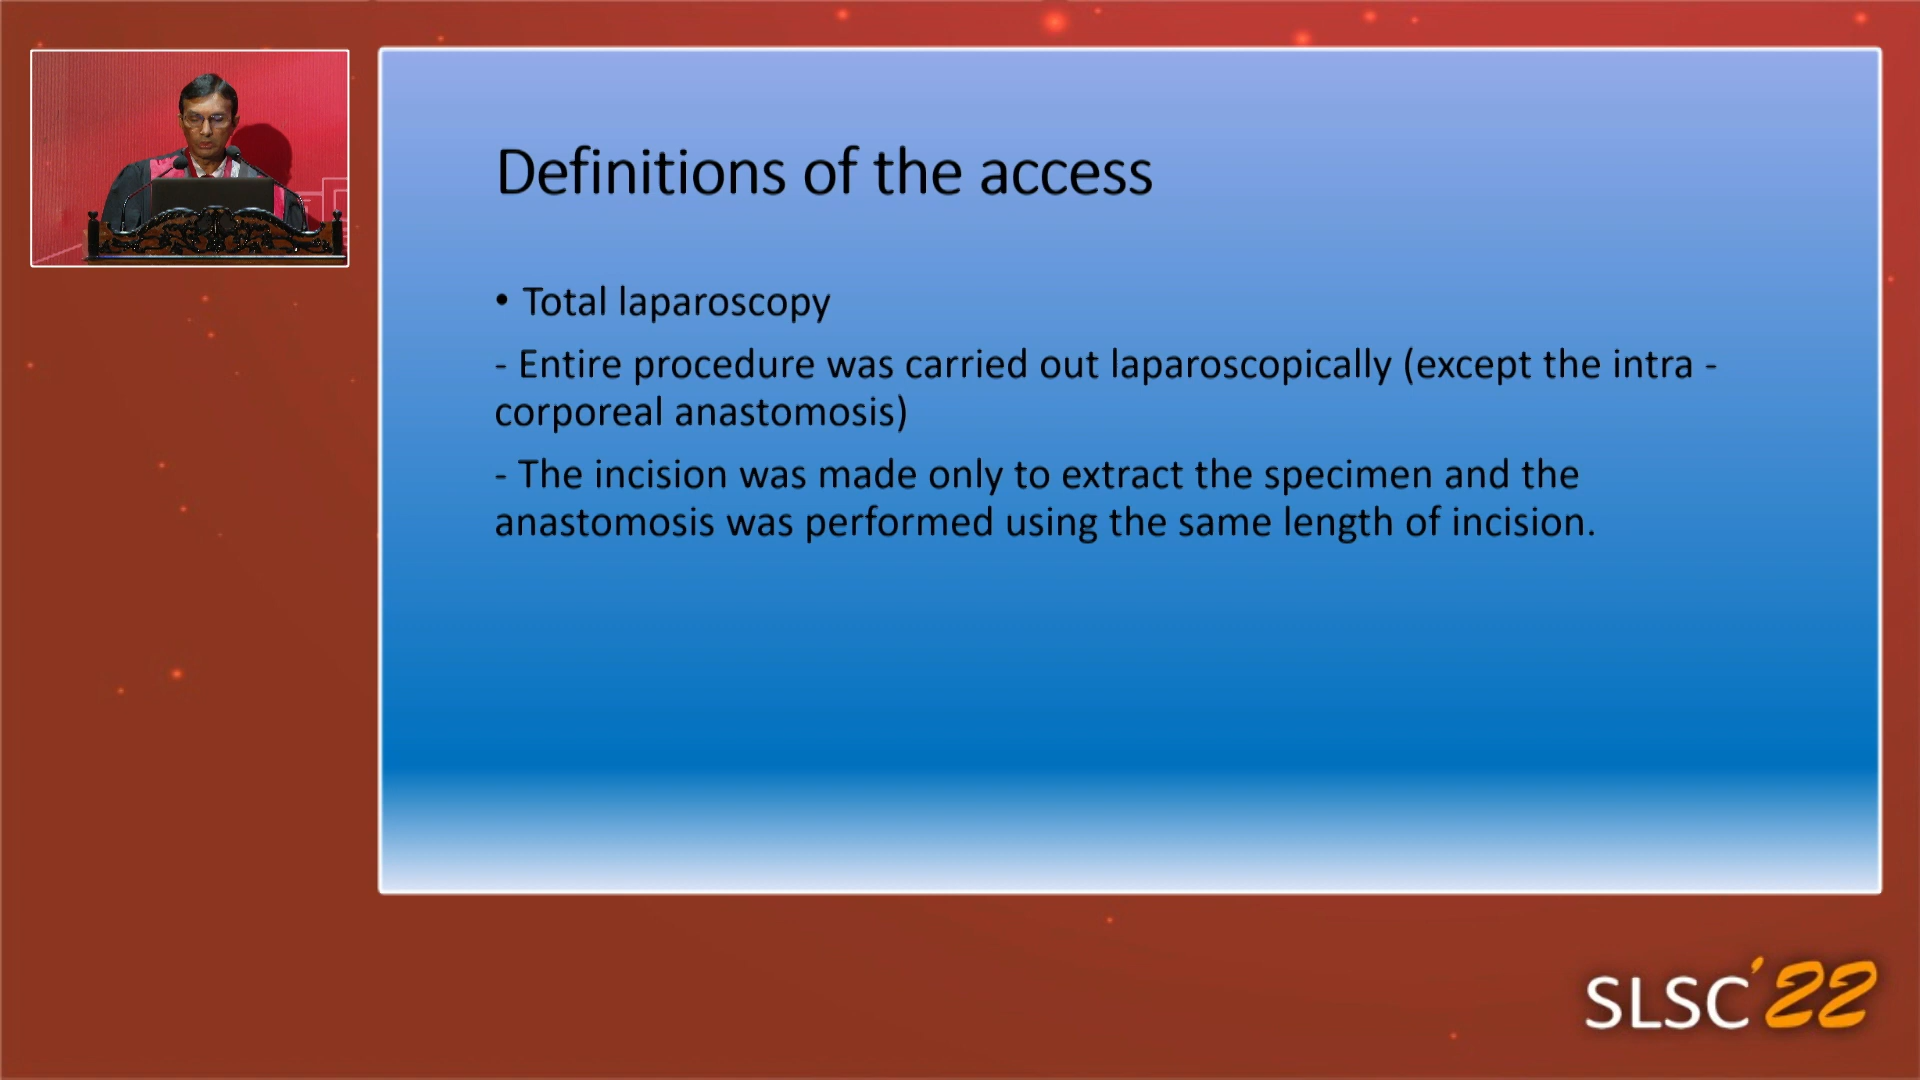 Definitions of the access
• Total laparoscopy
- Entire procedure was carried out laparoscopically (except the intra -
corporeal anastomosis)
- The incision was made only to extract the specimen and the
anastomosis was performed using the same length of incision.
SLSC'22